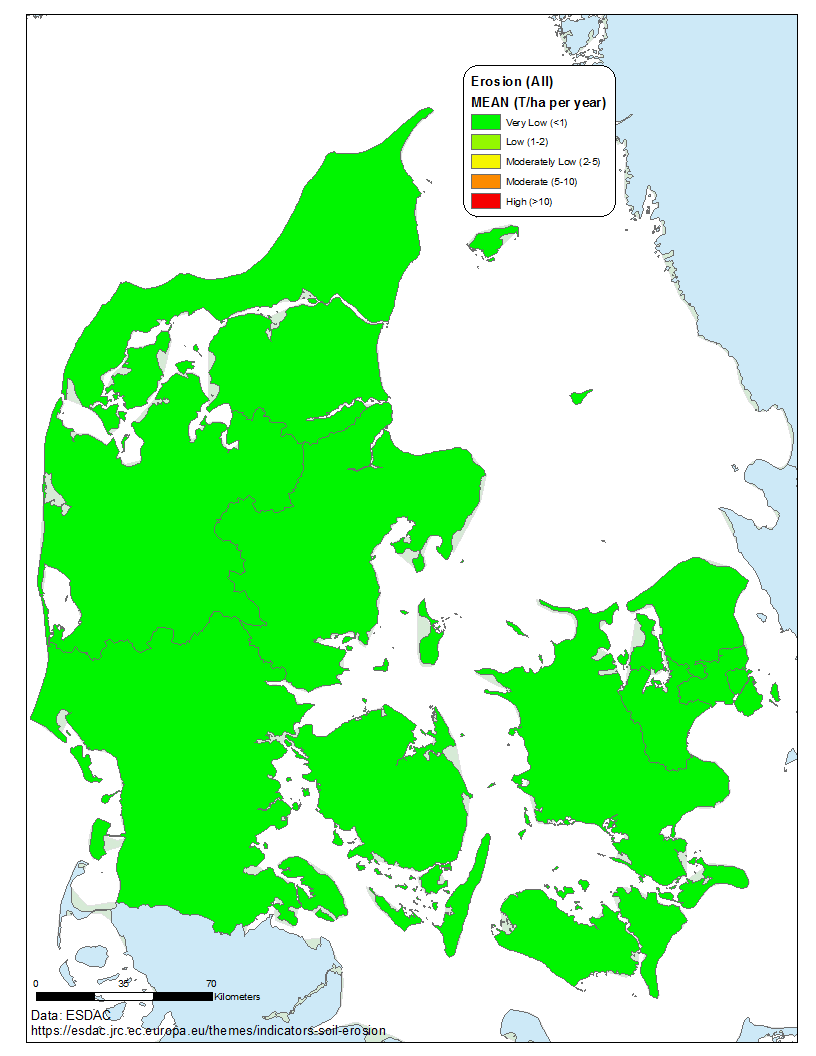 Erosion (All)
MEAN (T/ha per year)
Very Low (<1)
Low (1-2)
Moderately Low (2-5)
Moderate (5-10)
High (>10)
0 35 70
Kilometers
Data: ESDAC
https://esdac.jrc.ec.europa.eu/themes/indicators-soil-erosion